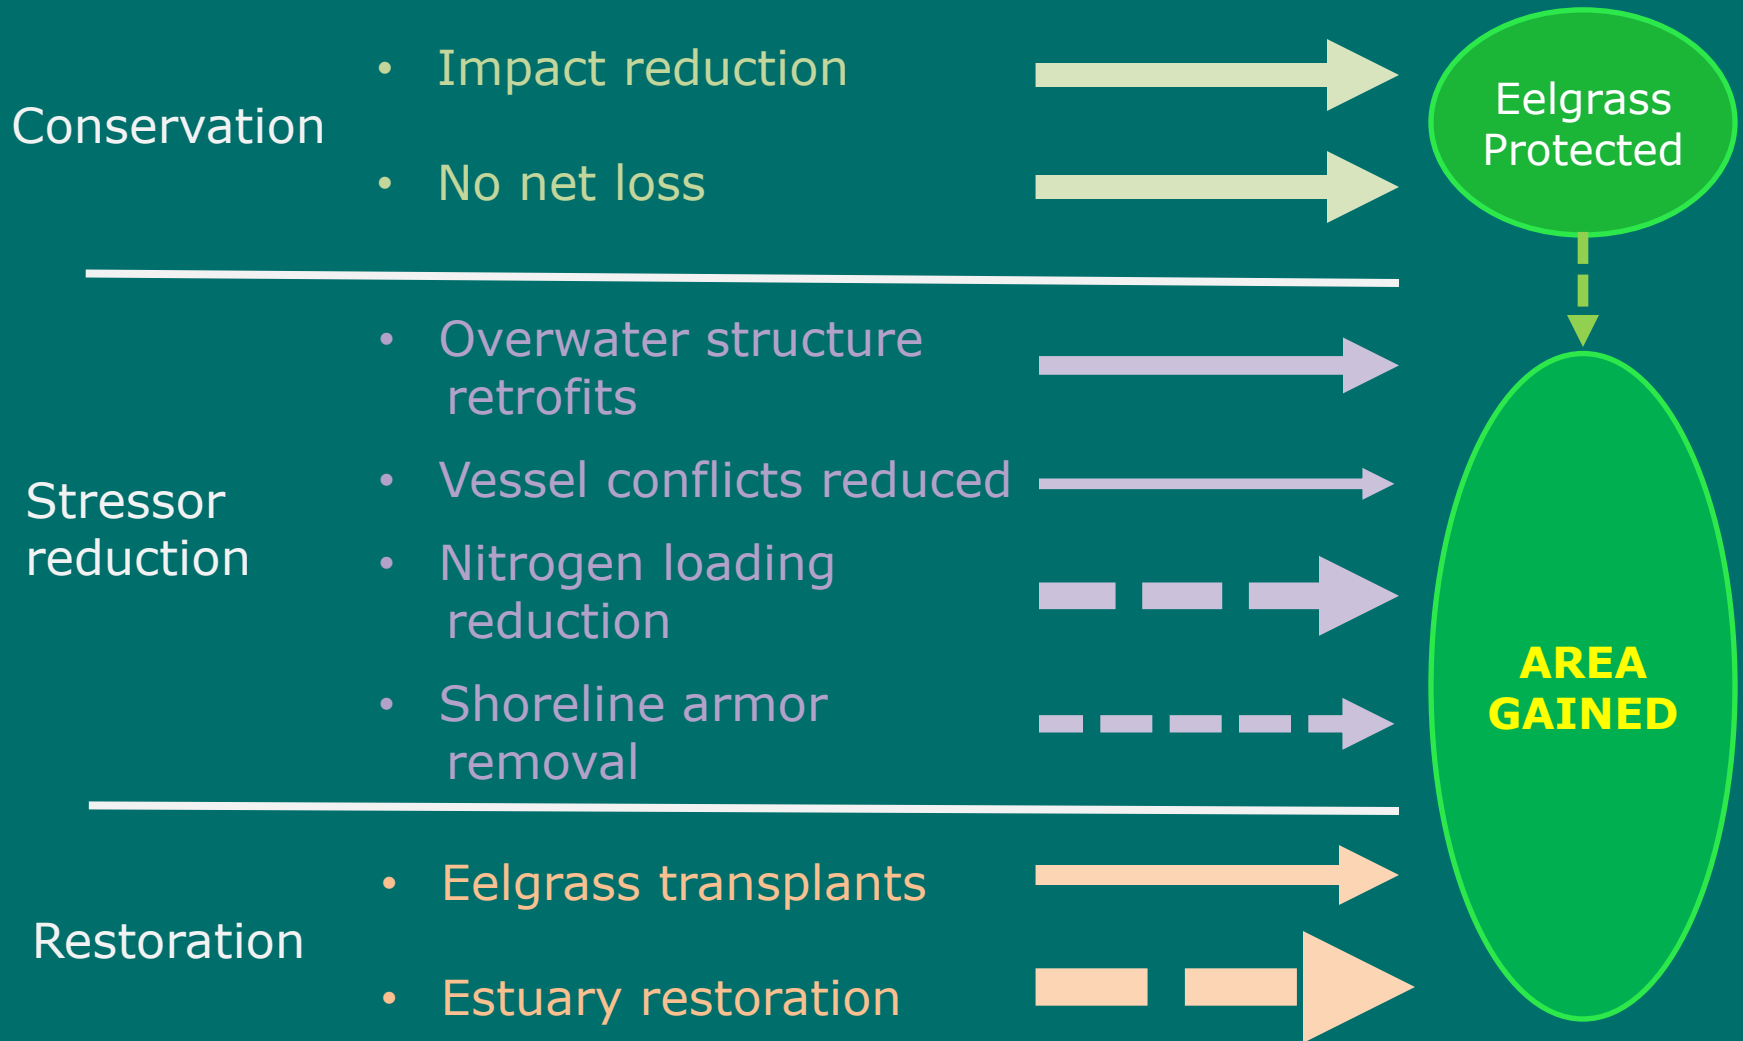 Conservation
• Impact reduction
• No net loss
Eelgrass
Protected
Stressor
reduction
• Overwater structure
retrofits
• Vessel conflicts reduced
• Nitrogen loading
reduction
• Shoreline armor
removal
AREA
GAINED
Restoration
• Eelgrass transplants
• Estuary restoration